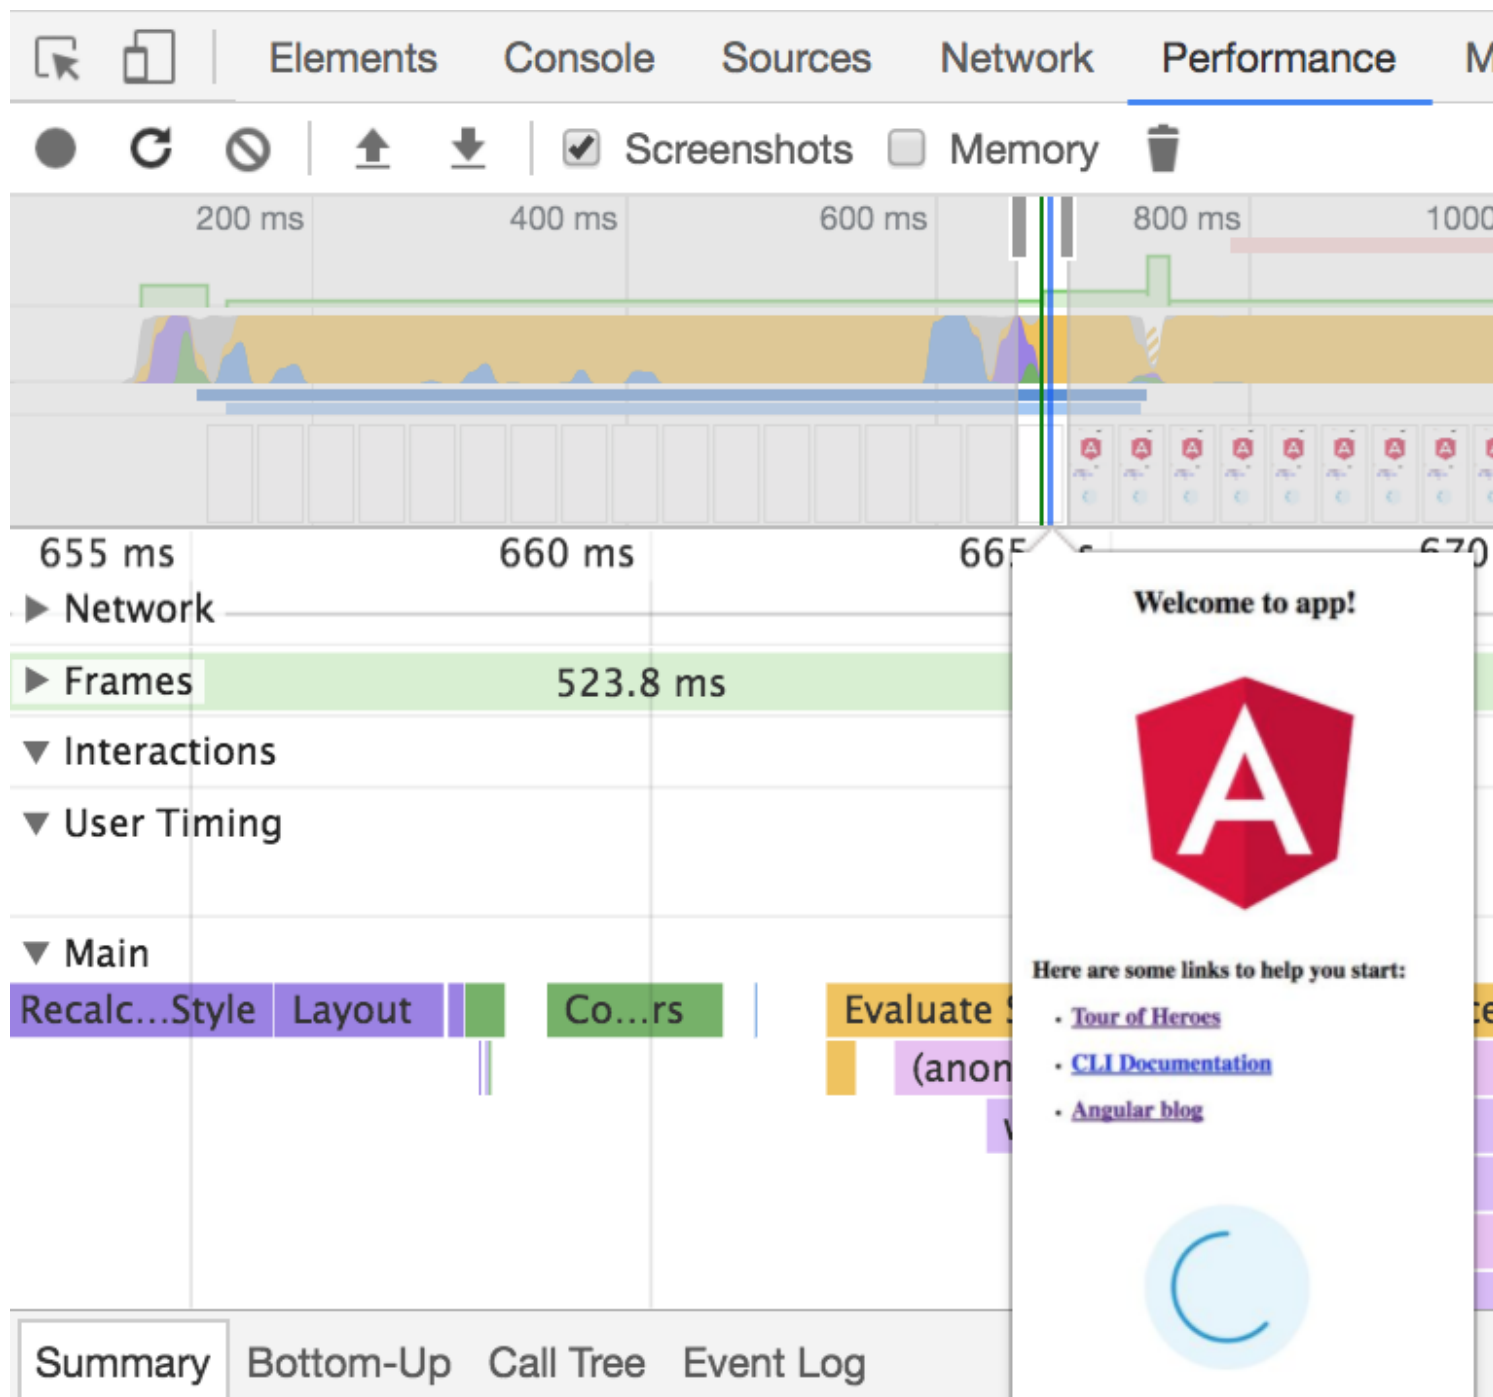 Elements Console Sources Network Performance
Screenshots Memory
200 ms 400 ms 600 ms 800 ms 1000
655 ms 660 ms 665 670
Welcome to app!
Network
Frames 523.8 ms
Interactions
User Timing
Main
Here are some links to help you start:
Recalc...Style Layout Co...rs Evaluate
Tour of Heroes
(anon
CLI Documentation
Angular blog
Summary Bottom-Up Call Tree Event Log